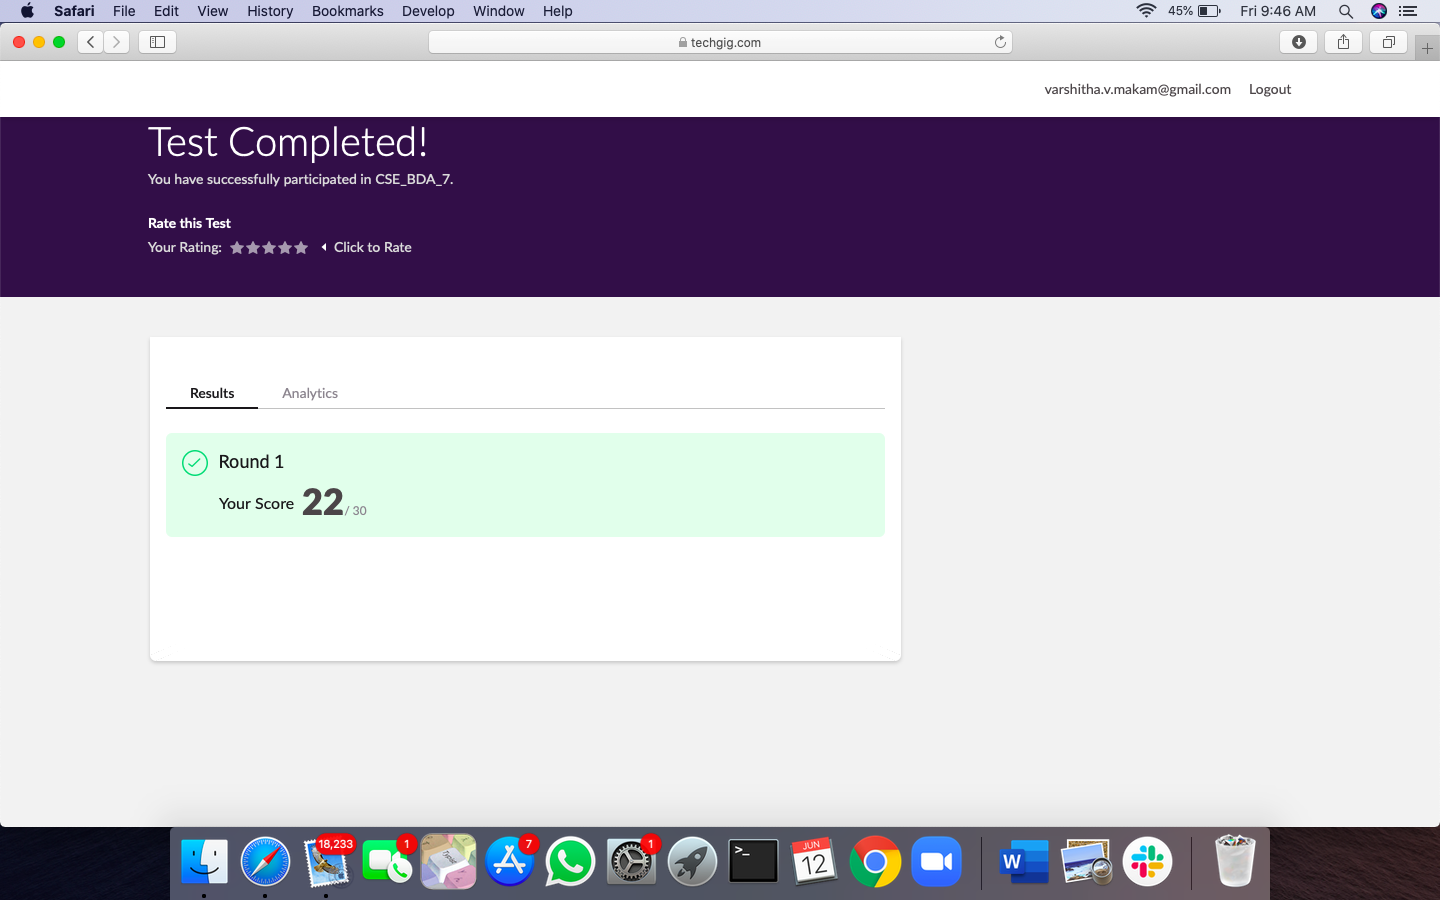 Safari File Edit View History Bookmarks Develop Window Help 45% Fri 9:46 AM
techgig.com
varshitha.v.makam@gmail.com Logout
Test Completed!
You have successfully participated in CSE_BDA_7.
Rate this Test
Your Rating: Click to Rate
Results Analytics
Round 1
Your Score 22 / 30
18,233 1 7 1
>_
JUN
12
W